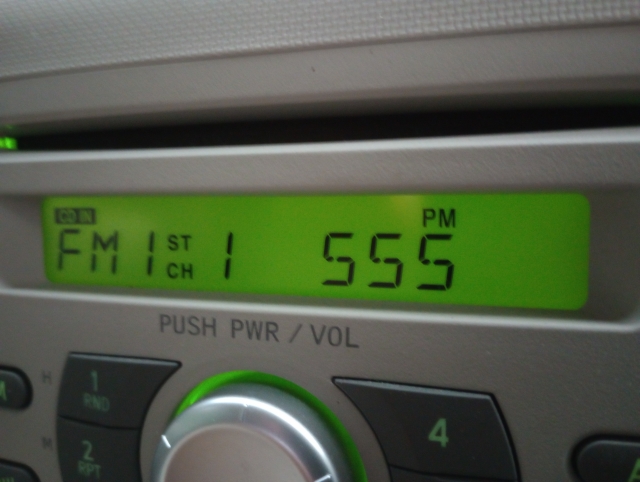 CD IN
PM
FM1 ST CH 1 555
PUSH PWR / VOL
H
1
RND
4
M
2
RPT